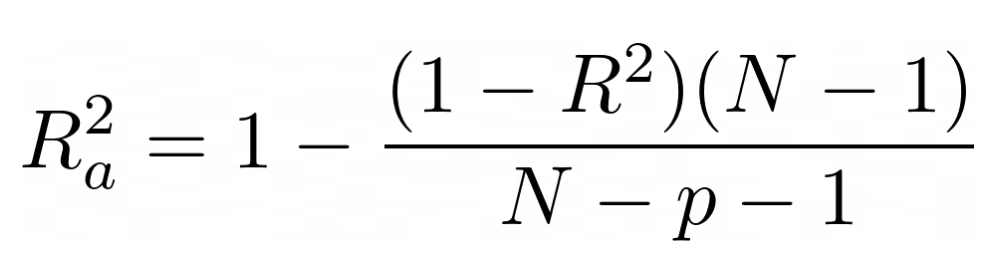 R_a^2 = 1 - \frac{(1 - R^2)(N - 1)}{N - p - 1}